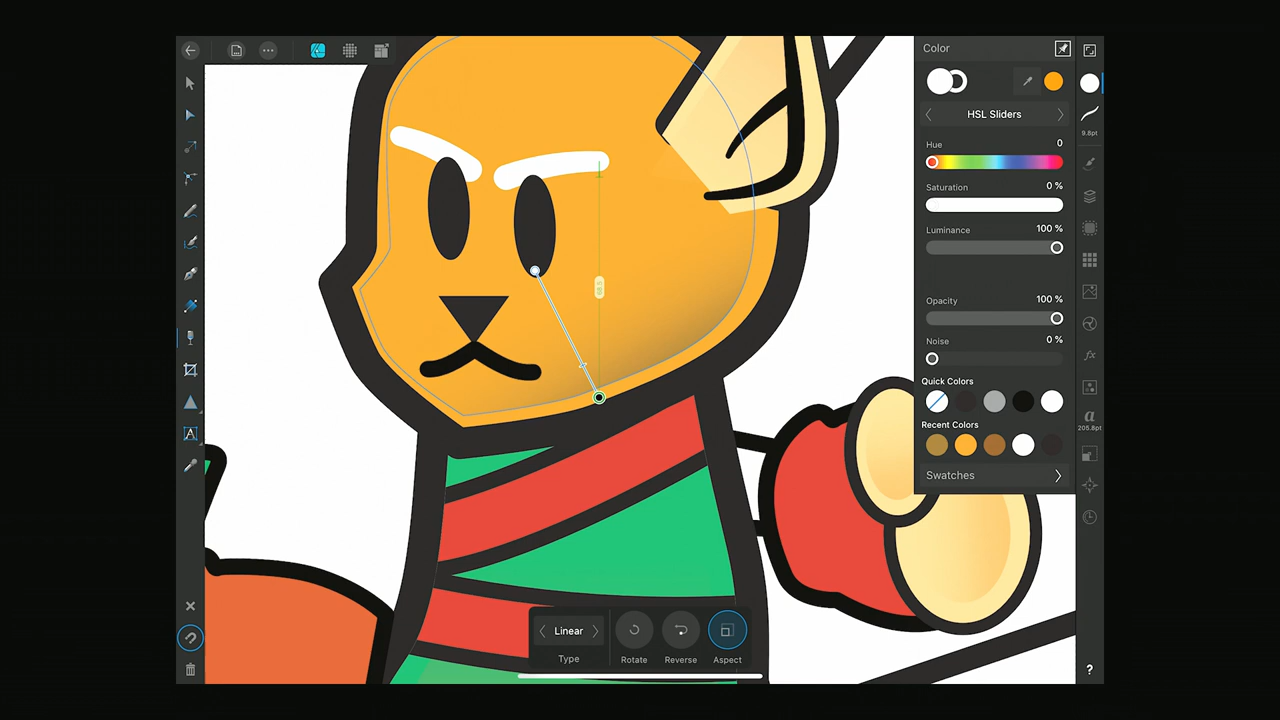 Color
HSL Sliders
Hue 0
Saturation 0 %
Luminance 100 %
Opacity 100 %
Noise 0 %
Quick Colors
Recent Colors
Swatches
9.8pt
a
205.8pt
fx
A
Linear
Type
Rotate
Reverse
Aspect
?